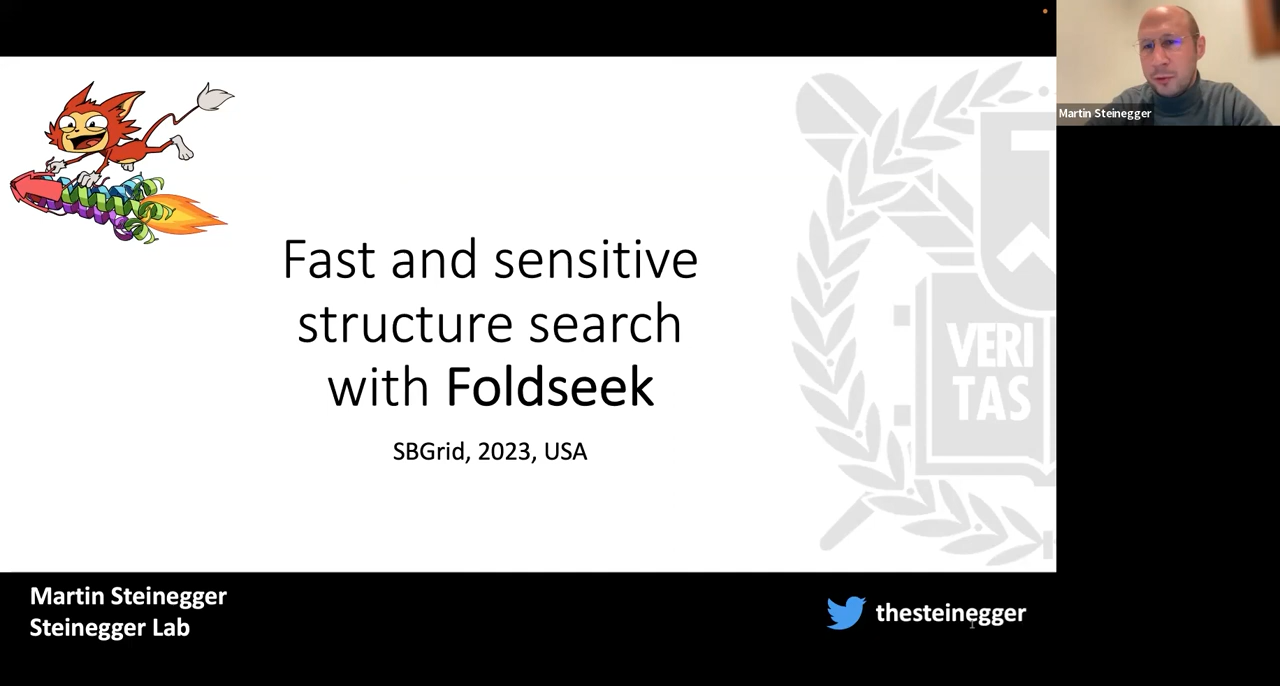 Martin Steinegger
Fast and sensitive
structure search
with Foldseek
SBGrid, 2023, USA
VERI
TAS
Martin Steinegger
Steinegger Lab
thesteinegger